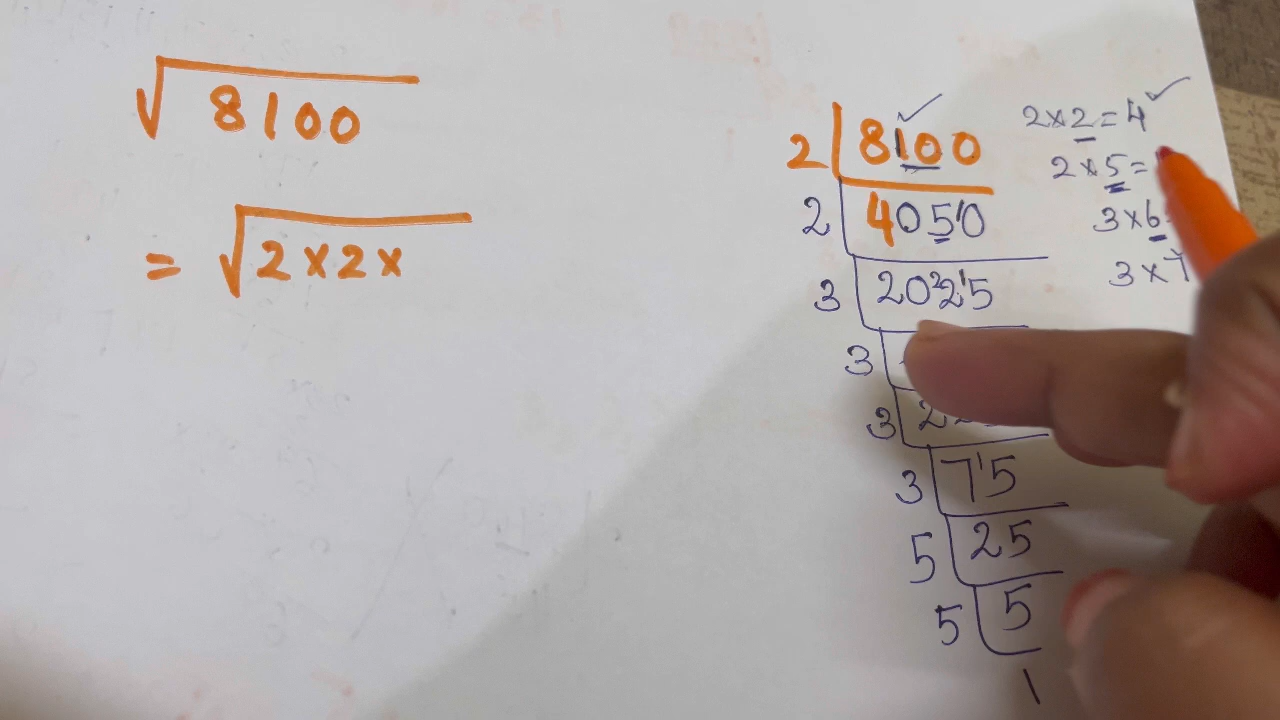 √8100
= √2×2×
2 | 8100 ✓
2 | 4050
3 | 2025
3
3
3 | 75
5 | 25
5 | 5
1
2×2=4 ✓
2×5=
3×6
3×7